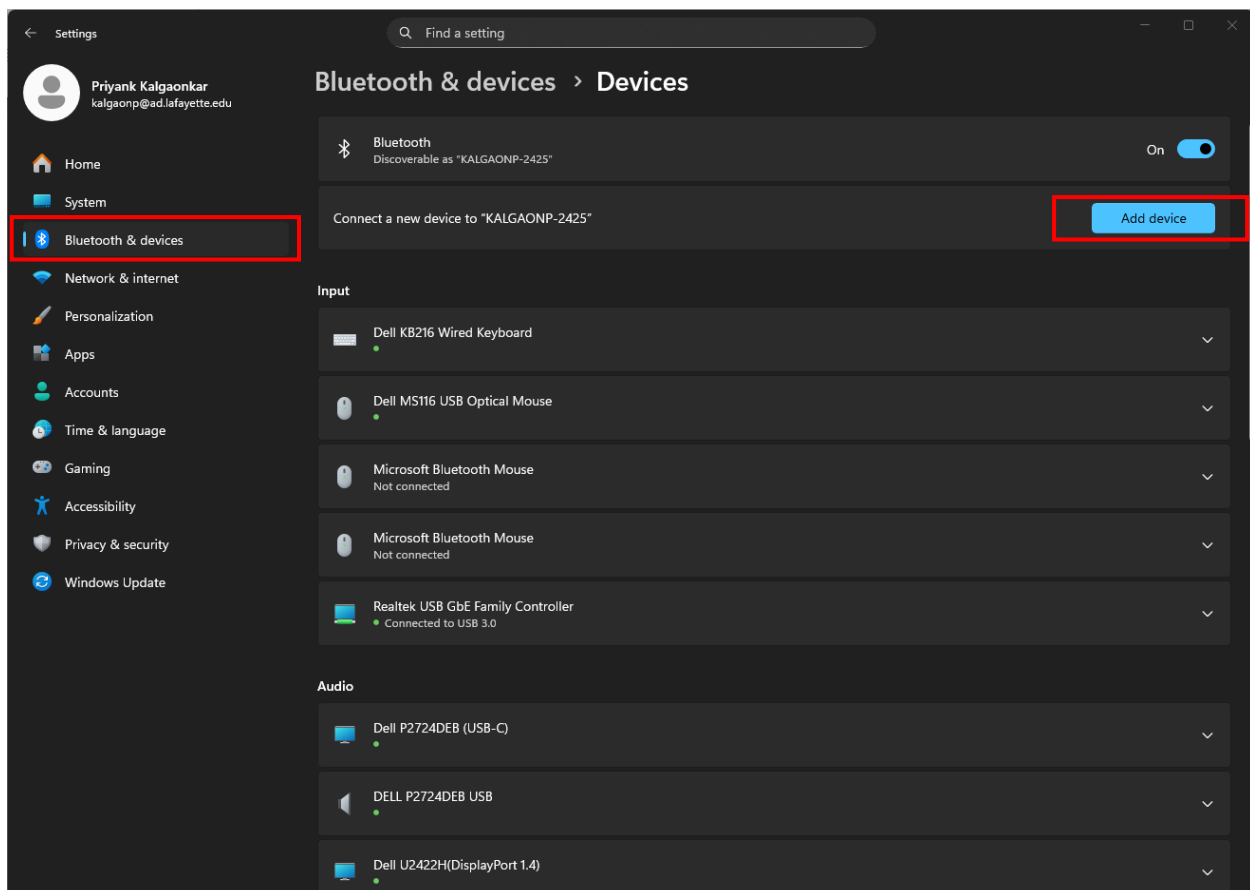 Settings
Find a setting
Priyank Kalgaonkar
kalgaonp@ad.lafayette.edu
Home
System
Bluetooth & devices
Network & internet
Personalization
Apps
Accounts
Time & language
Gaming
Accessibility
Privacy & security
Windows Update
Bluetooth & devices > Devices
Bluetooth
Discoverable as "KALGAONP-2425"
On
Connect a new device to "KALGAONP-2425"
Add device
Input
Dell KB216 Wired Keyboard
Dell MS116 USB Optical Mouse
Microsoft Bluetooth Mouse
Not connected
Microsoft Bluetooth Mouse
Not connected
Realtek USB GbE Family Controller
Connected to USB 3.0
Audio
Dell P2724DEB (USB-C)
DELL P2724DEB USB
Dell U2422H(DisplayPort 1.4)